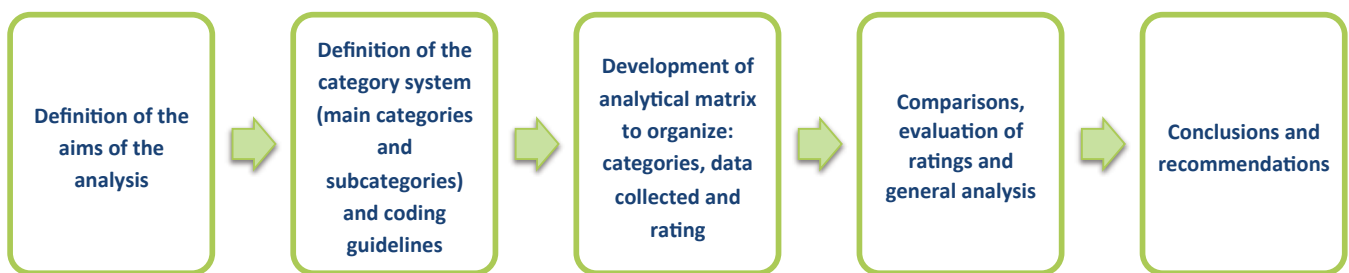 Definition of the
aims of the
analysis
Definition of the
category system
(main categories
and
subcategories)
and coding
guidelines
Development of
analytical matrix
to organize:
categories, data
collected and
rating
Comparisons,
evaluation of
ratings and
general analysis
Conclusions and
recommendations